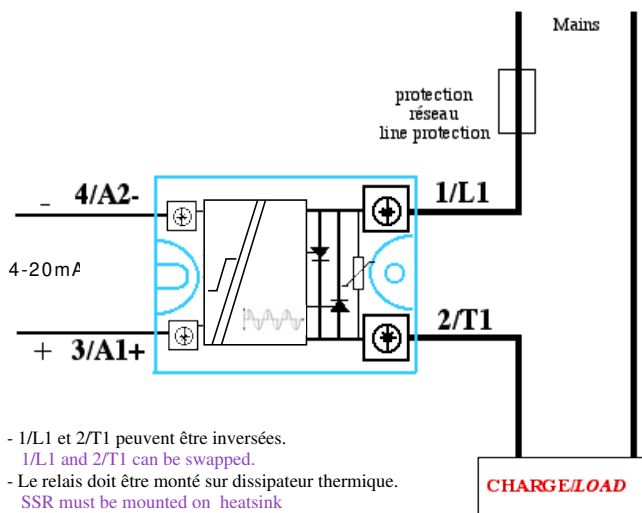 Mains
protection
réseau
line protection
- 4/A2-
1/L1
4-20mA
2/T1
+ 3/A1+
- 1/L1 et 2/T1 peuvent être inversées.
1/L1 and 2/T1 can be swapped.
- Le relais doit être monté sur dissipateur thermique.
SSR must be mounted on heatsink
CHARGE/LOAD